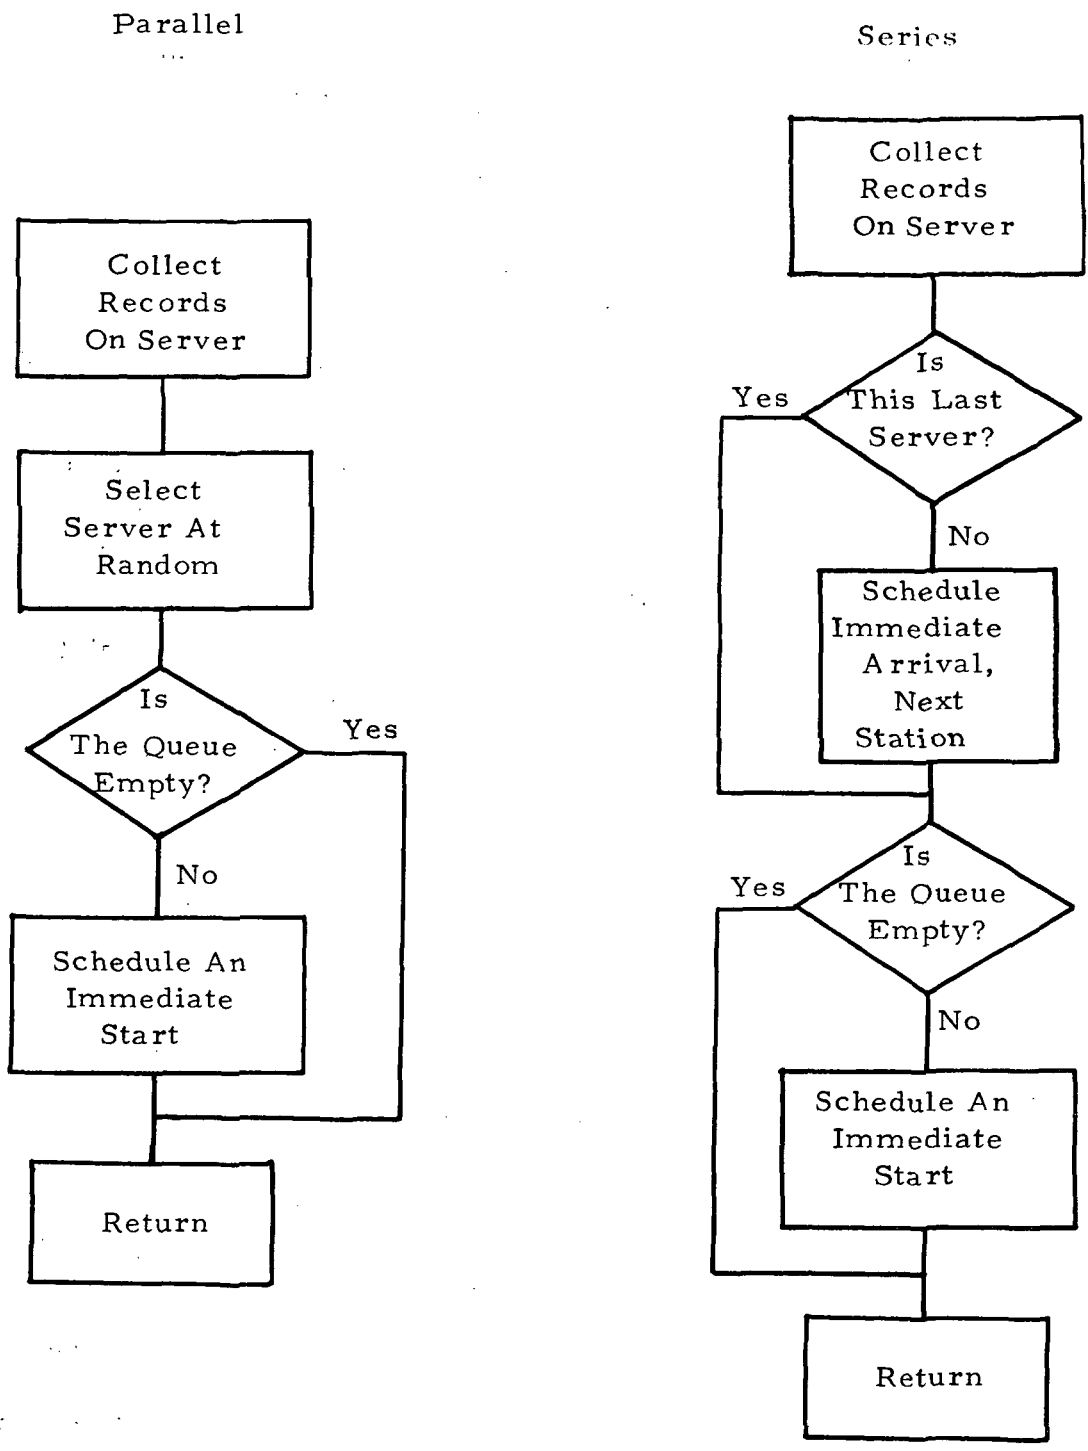 Parallel
Collect
Records
On Server
Select
Server At
Random
Is
The Queue
Empty?
Yes
No
Schedule An
Immediate
Start
Return
Series
Collect
Records
On Server
Is
This Last
Server?
Yes
No
Schedule
Immediate
Arrival,
Next
Station
Is
The Queue
Empty?
Yes
No
Schedule An
Immediate
Start
Return